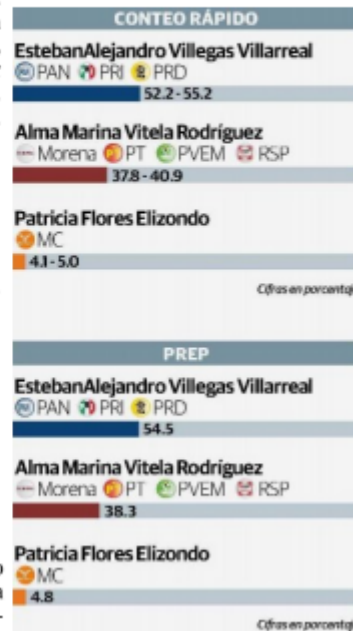 CONTEO RÁPIDO
EstebanAlejandro Villegas Villarreal
PAN PRI PRD
52.2 - 55.2
Alma Marina Vitela Rodríguez
Morena PT PVEM RSP
37.8 - 40.9
Patricia Flores Elizondo
MC
4.1 - 5.0
Cifras en porcentaj
PREP
EstebanAlejandro Villegas Villarreal
PAN PRI PRD
54.5
Alma Marina Vitela Rodríguez
Morena PT PVEM RSP
38.3
Patricia Flores Elizondo
MC
4.8
Cifras en porcentaj